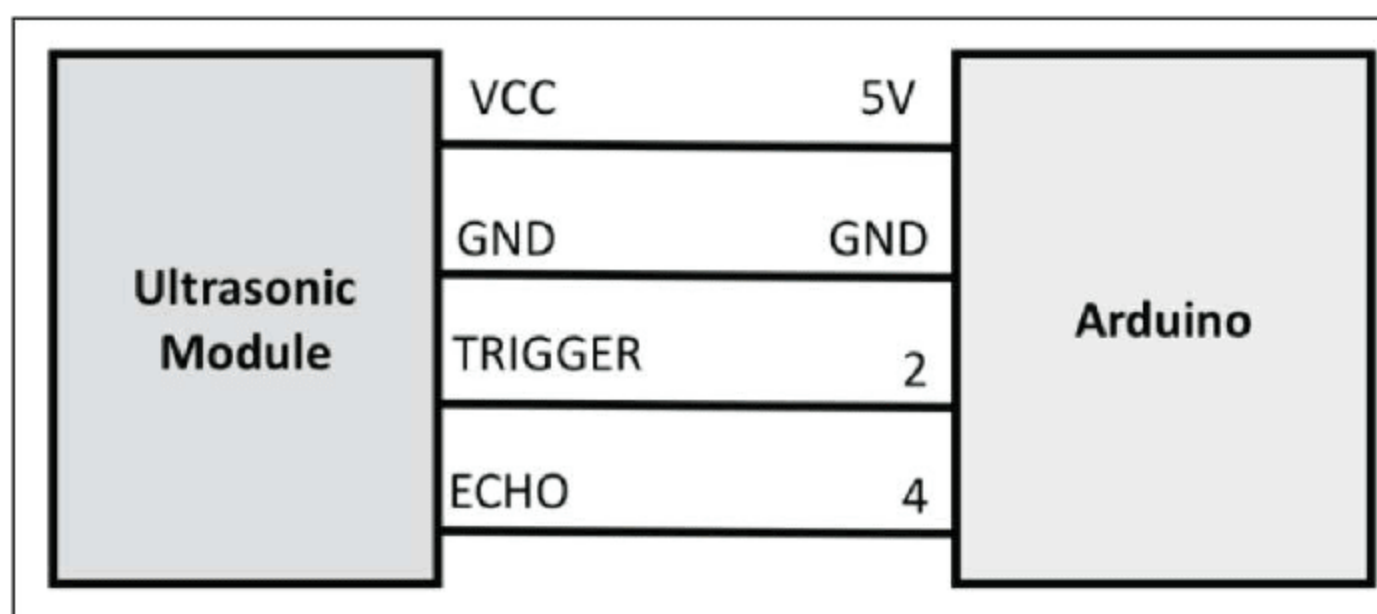 VCC 5V
GND GND
Ultrasonic
Module
Arduino
TRIGGER 2
ECHO 4